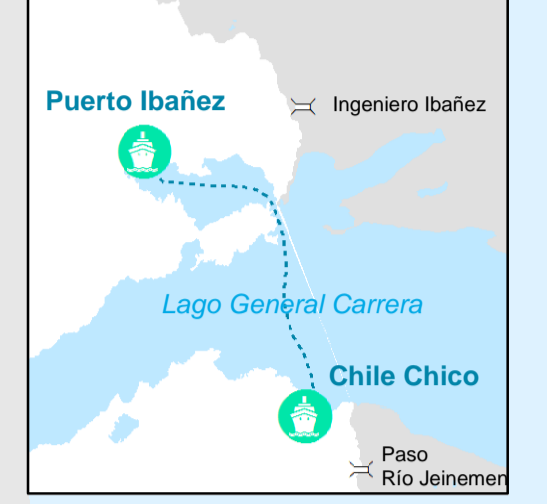 Puerto Ibañez
Ingeniero Ibañez
Lago General Carrera
Chile Chico
Paso
Río Jeinemen